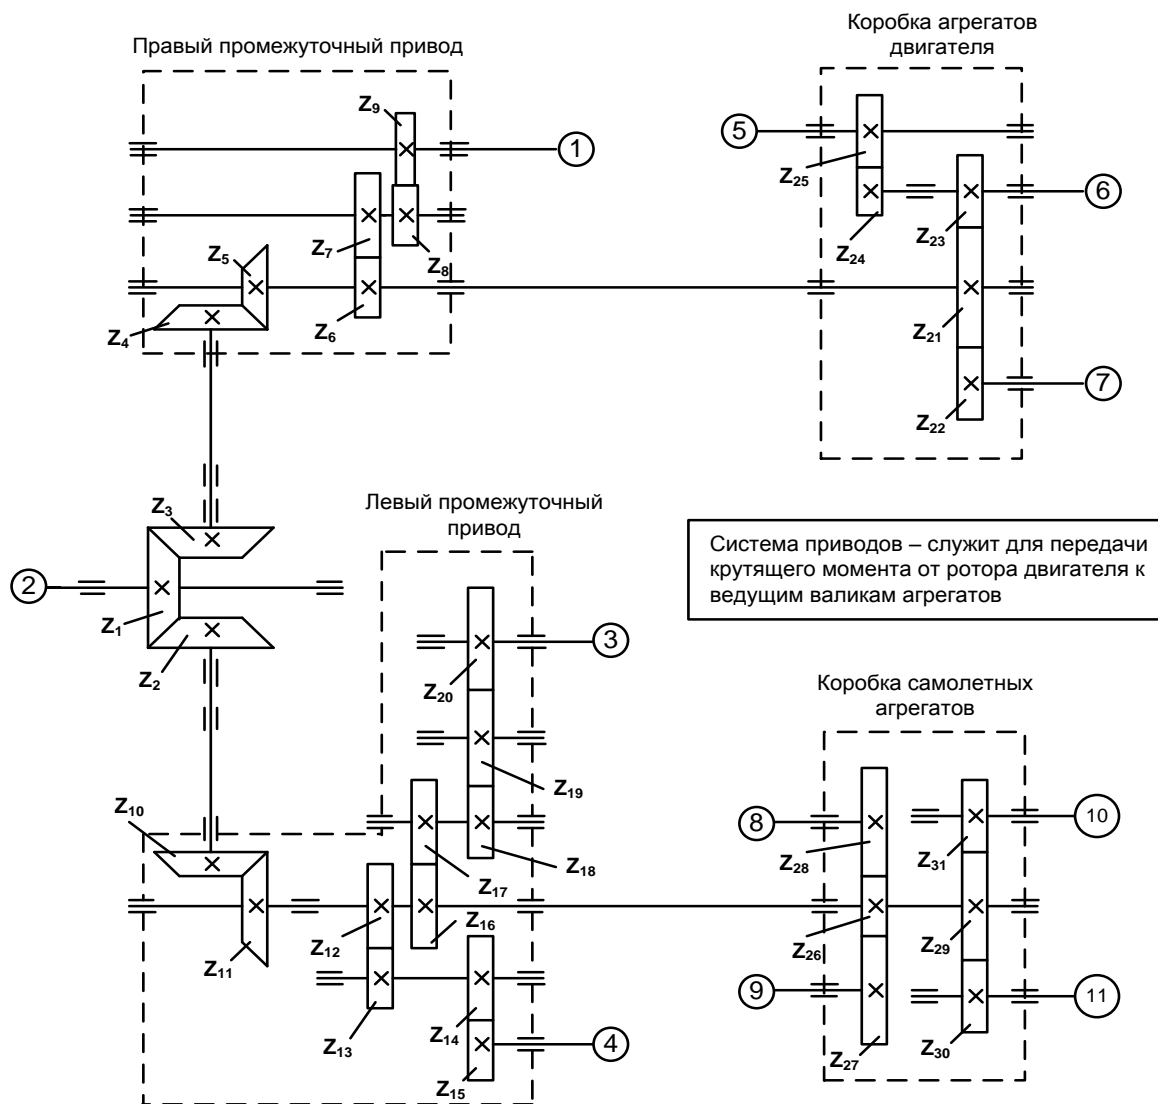 Правый промежуточный привод
Коробка агрегатов
двигателя
Z9
1
5
Z25
6
Z7
Z8
Z24
Z23
Z5
Z4
Z6
Z21
7
Z22
Z3
Левый промежуточный
привод
Система приводов – служит для передачи
крутящего момента от ротора двигателя к
ведущим валикам агрегатов
2
Z1
Z2
3
Z20
Коробка самолетных
агрегатов
Z19
Z10
8
10
Z18
Z28
Z31
Z17
Z12
Z16
Z11
Z26
Z29
9
11
Z13
Z14
4
Z15
Z27
Z30